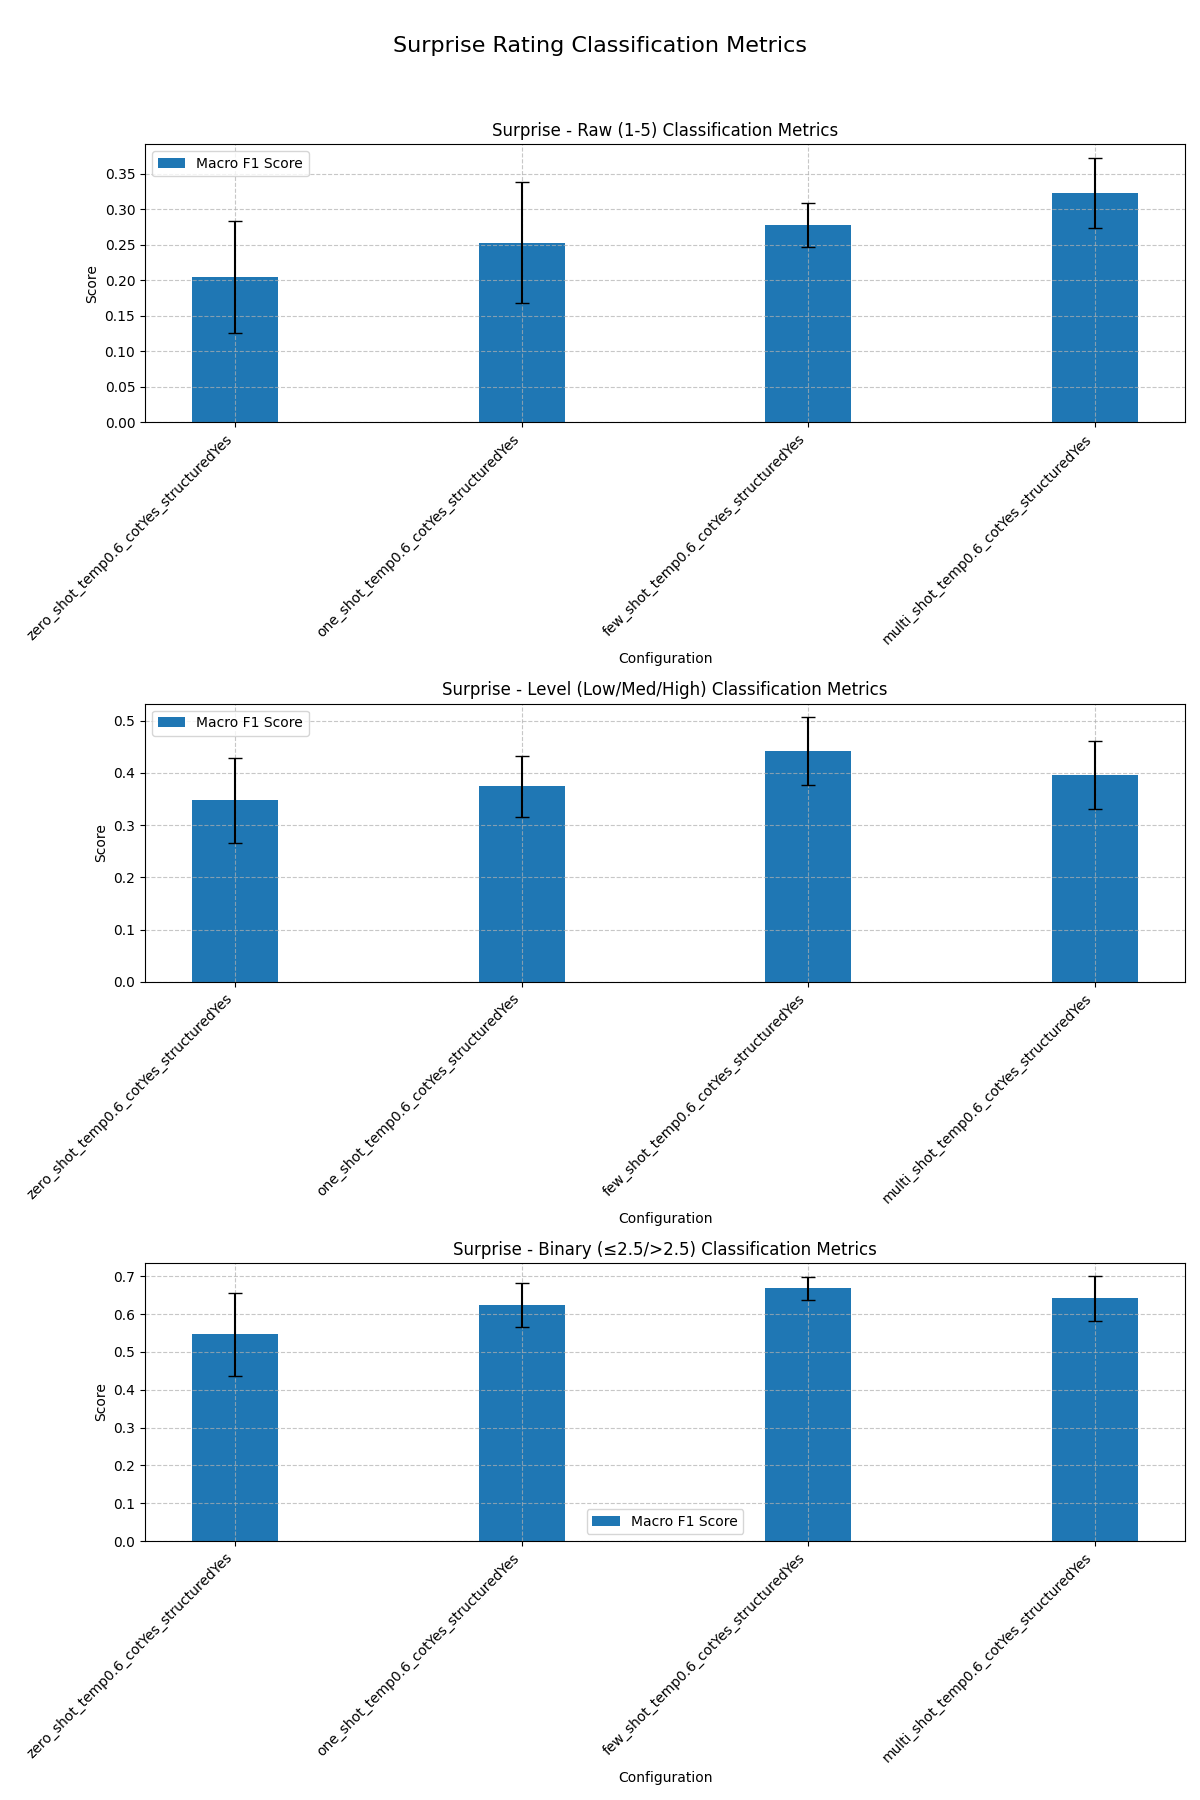 Surprise Rating Classification Metrics
Surprise - Raw (1-5) Classification Metrics
Macro F1 Score
0.35
0.30
0.25
0.20
0.15
0.10
0.05
0.00
Score
zero_shot_temp0.6_cotYes_structuredYes
one_shot_temp0.6_cotYes_structuredYes
few_shot_temp0.6_cotYes_structuredYes
multi_shot_temp0.6_cotYes_structuredYes
Configuration
Surprise - Level (Low/Med/High) Classification Metrics
Macro F1 Score
0.5
0.4
0.3
0.2
0.1
0.0
Score
zero_shot_temp0.6_cotYes_structuredYes
one_shot_temp0.6_cotYes_structuredYes
few_shot_temp0.6_cotYes_structuredYes
multi_shot_temp0.6_cotYes_structuredYes
Configuration
Surprise - Binary (≤2.5/>2.5) Classification Metrics
0.7
0.6
0.5
0.4
0.3
0.2
0.1
0.0
Score
Macro F1 Score
zero_shot_temp0.6_cotYes_structuredYes
one_shot_temp0.6_cotYes_structuredYes
few_shot_temp0.6_cotYes_structuredYes
multi_shot_temp0.6_cotYes_structuredYes
Configuration